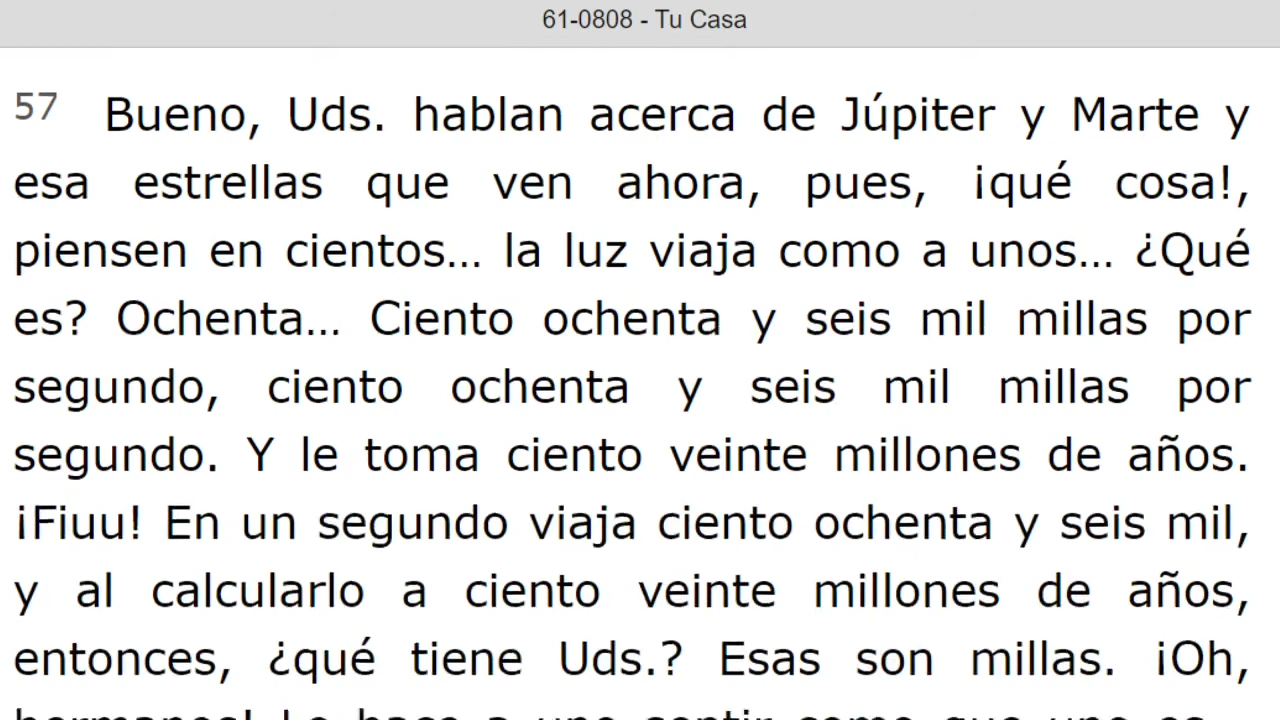 61-0808 - Tu Casa
57 Bueno, Uds. hablan acerca de Júpiter y Marte y
esa estrellas que ven ahora, pues, ¡qué cosa!,
piensen en cientos... la luz viaja como a unos... ¿Qué
es? Ochenta... Ciento ochenta y seis mil millas por
segundo, ciento ochenta y seis mil millas por
segundo. Y le toma ciento veinte millones de años.
¡Fiuu! En un segundo viaja ciento ochenta y seis mil,
y al calcularlo a ciento veinte millones de años,
entonces, ¿qué tiene Uds.? Esas son millas. ¡Oh,